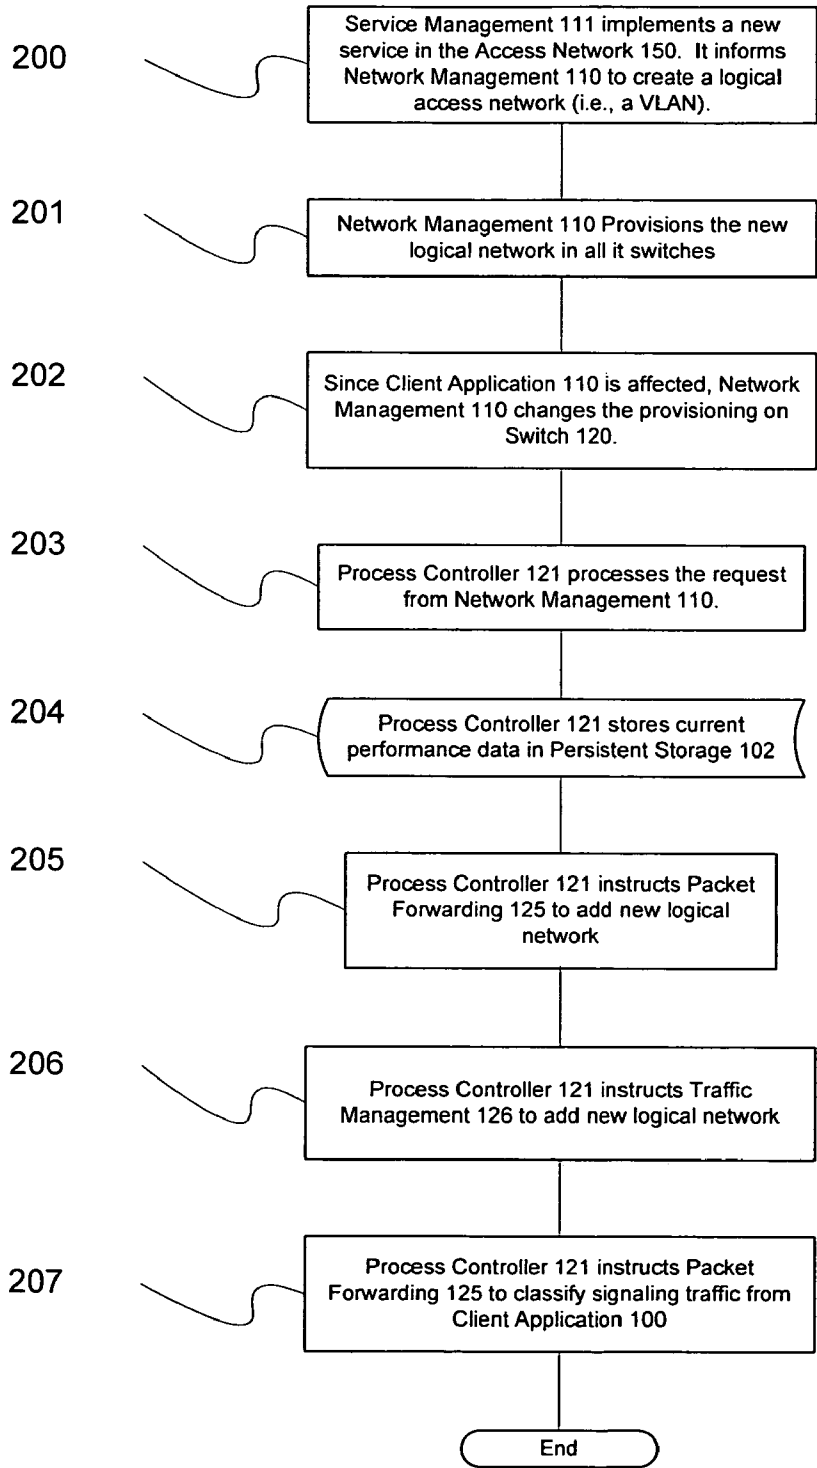 200
Service Management 111 implements a new
service in the Access Network 150. It informs
Network Management 110 to create a logical
access network (i.e., a VLAN).
201
Network Management 110 Provisions the new
logical network in all it switches
202
Since Client Application 110 is affected, Network
Management 110 changes the provisioning on
Switch 120.
203
Process Controller 121 processes the request
from Network Management 110.
204
Process Controller 121 stores current
performance data in Persistent Storage 102
205
Process Controller 121 instructs Packet
Forwarding 125 to add new logical
network
206
Process Controller 121 instructs Traffic
Management 126 to add new logical network
207
Process Controller 121 instructs Packet
Forwarding 125 to classify signaling traffic from
Client Application 100
End